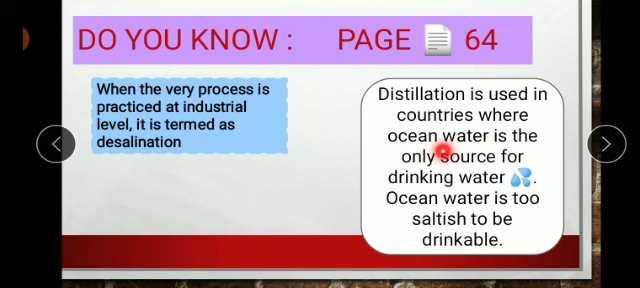 DO YOU KNOW : PAGE 📄 64
When the very process is
practiced at industrial
level, it is termed as
desalination
Distillation is used in
countries where
ocean water is the
only source for
drinking water 💦.
Ocean water is too
saltish to be
drinkable.